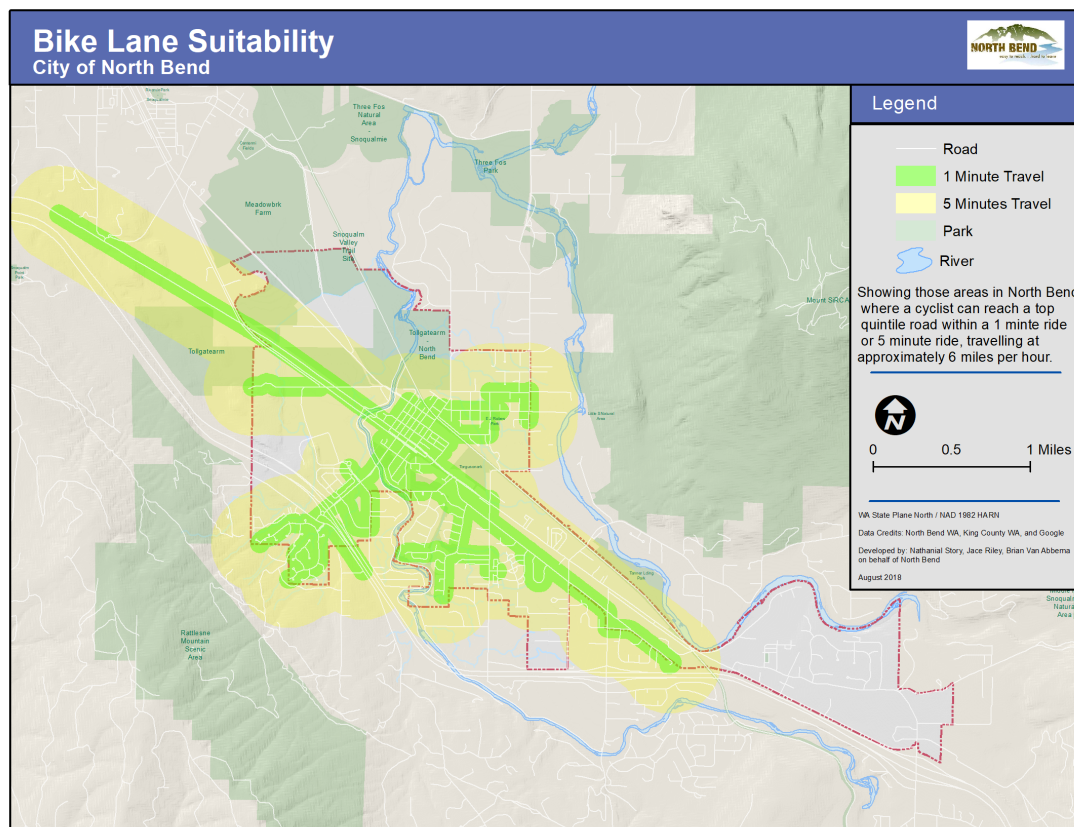 Bike Lane Suitability
City of North Bend
NORTH BEND
Legend
Road
1 Minute Travel
5 Minutes Travel
Park
River
Showing those areas in North Bend
where a cyclist can reach a top
quintile road within a 1 minte ride
or 5 minute ride, travelling at
approximately 6 miles per hour.
N
0 0.5 1 Miles
WA State Plane North / NAD 1982 HARN
Data Credits: North Bend WA, King County WA, and Google
Developed by: Nathanial Story, Jace Riley, Brian Van Abbema
on behalf of North Bend
August 2018
Three Fos
Natural
Area
-
Snoqualmie
Three Fos
Park
Meadowbrk
Farm
Snoqualm
Valley
Trail
Site
Mount SiRCA
Tollgatearm
-
North
Bend
Tollgatearm
Rattlesne
Mountain
Scenic
Area
Snoqualm
Natura
Area